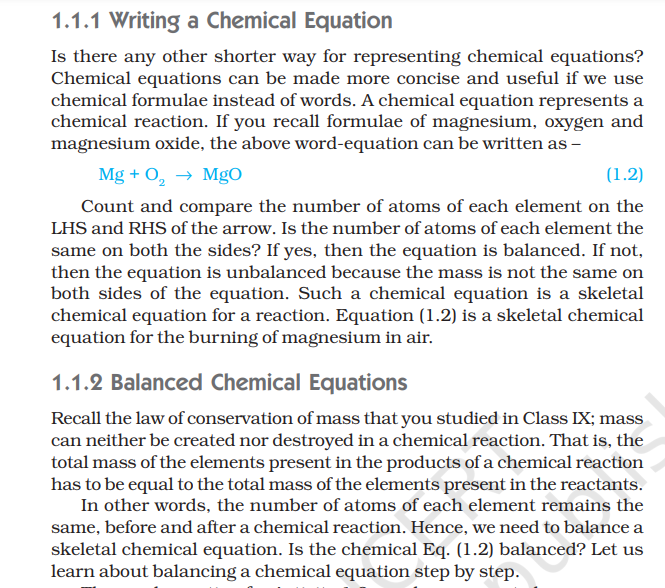 1.1.1 Writing a Chemical Equation
Is there any other shorter way for representing chemical equations?
Chemical equations can be made more concise and useful if we use
chemical formulae instead of words. A chemical equation represents a
chemical reaction. If you recall formulae of magnesium, oxygen and
magnesium oxide, the above word-equation can be written as –
Mg + O₂ → MgO (1.2)
Count and compare the number of atoms of each element on the
LHS and RHS of the arrow. Is the number of atoms of each element the
same on both the sides? If yes, then the equation is balanced. If not,
then the equation is unbalanced because the mass is not the same on
both sides of the equation. Such a chemical equation is a skeletal
chemical equation for a reaction. Equation (1.2) is a skeletal chemical
equation for the burning of magnesium in air.
1.1.2 Balanced Chemical Equations
Recall the law of conservation of mass that you studied in Class IX; mass
can neither be created nor destroyed in a chemical reaction. That is, the
total mass of the elements present in the products of a chemical reaction
has to be equal to the total mass of the elements present in the reactants.
In other words, the number of atoms of each element remains the
same, before and after a chemical reaction. Hence, we need to balance a
skeletal chemical equation. Is the chemical Eq. (1.2) balanced? Let us
learn about balancing a chemical equation step by step.